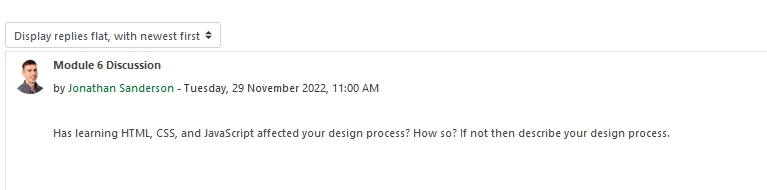 Display replies flat, with newest first
Module 6 Discussion
by Jonathan Sanderson - Tuesday, 29 November 2022, 11:00 AM
Has learning HTML, CSS, and JavaScript affected your design process? How so? If not then describe your design process.